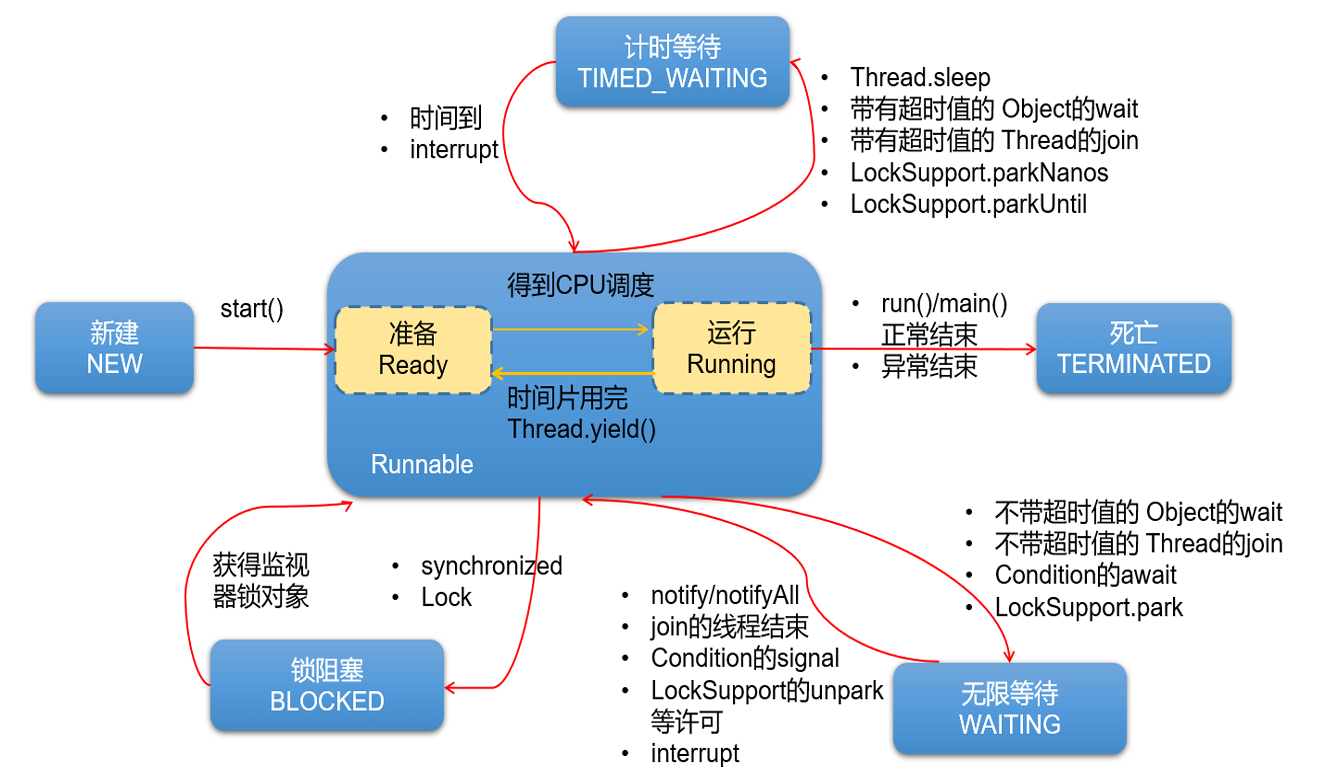 计时等待
TIMED_WAITING
• 时间到
• interrupt
• Thread.sleep
• 带有超时值的 Object的wait
• 带有超时值的 Thread的join
• LockSupport.parkNanos
• LockSupport.parkUntil
新建
NEW
start()
得到CPU调度
准备
Ready
运行
Running
时间片用完
Thread.yield()
Runnable
• run()/main()
正常结束
• 异常结束
死亡
TERMINATED
获得监视
器锁对象
• synchronized
• Lock
锁阻塞
BLOCKED
• notify/notifyAll
• join的线程结束
• Condition的signal
• LockSupport的unpark
等许可
• interrupt
• 不带超时值的 Object的wait
• 不带超时值的 Thread的join
• Condition的await
• LockSupport.park
无限等待
WAITING